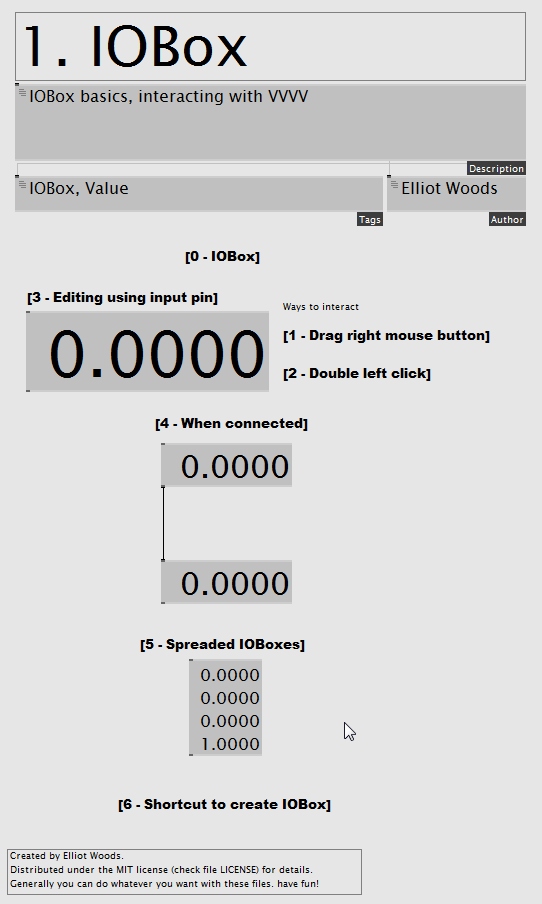 1. IOBox
IOBox basics, interacting with VVVV
Description
IOBox, Value
Elliot Woods
Tags
Author
[0 - IOBox]
[3 - Editing using input pin]
Ways to interact
0.0000
[1 - Drag right mouse button]
[2 - Double left click]
[4 - When connected]
0.0000
0.0000
[5 - Spreaded IOBoxes]
0.0000
0.0000
0.0000
1.0000
[6 - Shortcut to create IOBox]
Created by Elliot Woods.
Distributed under the MIT license (check file LICENSE) for details.
Generally you can do whatever you want with these files. have fun!